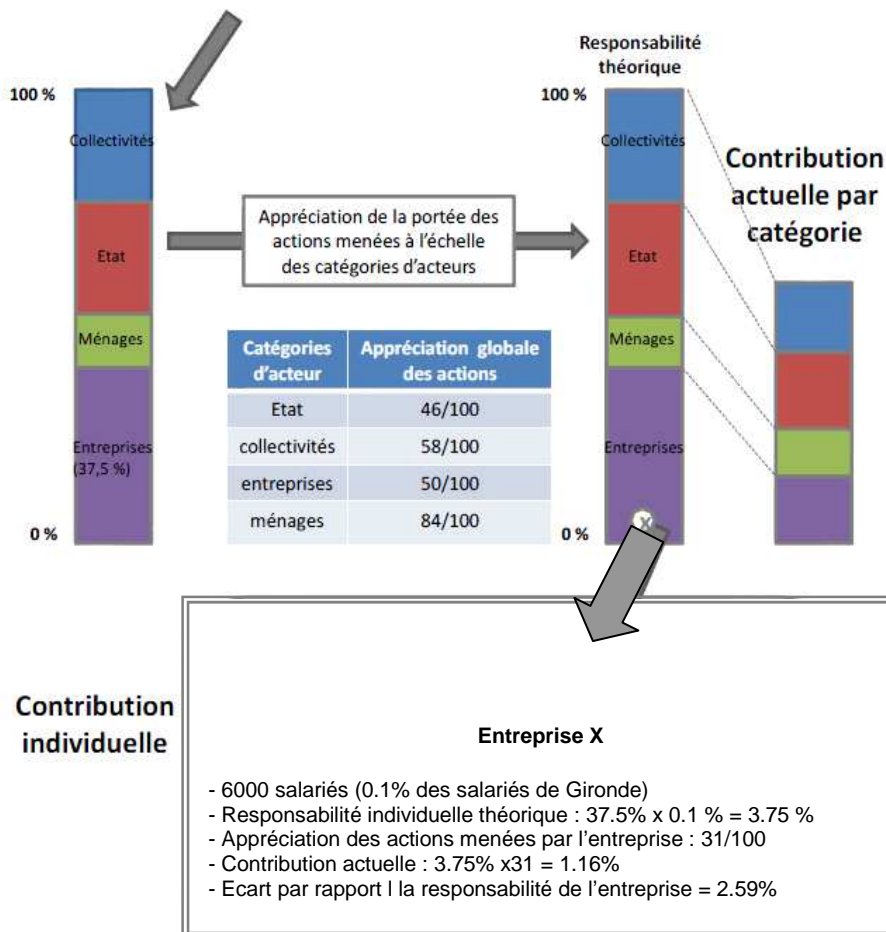 Responsabilité
théorique
100 %
100 %
Collectivités
Collectivités
Contribution
actuelle par
catégorie
Appréciation de la portée des
actions menées à l'échelle
des catégories d'acteurs
Etat
Etat
Ménages
Ménages
Catégories d'acteur Appréciation globale des actions
Etat 46/100
collectivités 58/100
entreprises 50/100
ménages 84/100
Entreprises
(37,5 %)
Entreprises
X
0 %
0 %
Contribution
individuelle
Entreprise X
- 6000 salariés (0.1% des salariés de Gironde)
- Responsabilité individuelle théorique : 37.5% x 0.1 % = 3.75 %
- Appréciation des actions menées par l'entreprise : 31/100
- Contribution actuelle : 3.75% x31 = 1.16%
- Ecart par rapport l la responsabilité de l'entreprise = 2.59%